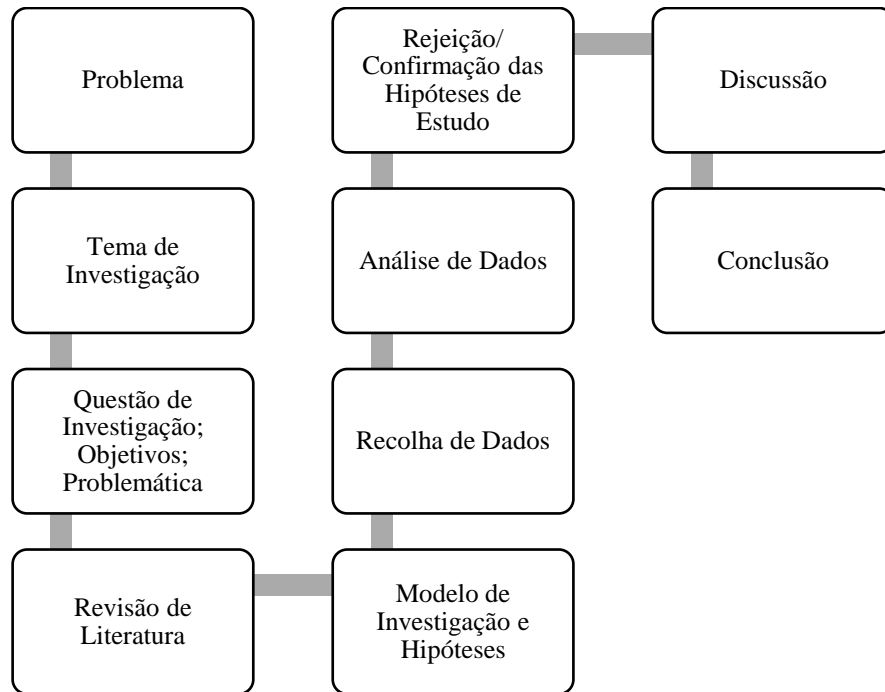 Problema
Tema de
Investigação
Questão de
Investigação;
Objetivos;
Problemática
Revisão de
Literatura
Modelo de
Investigação e
Hipóteses
Recolha de Dados
Análise de Dados
Rejeição/
Confirmação das
Hipóteses de
Estudo
Discussão
Conclusão